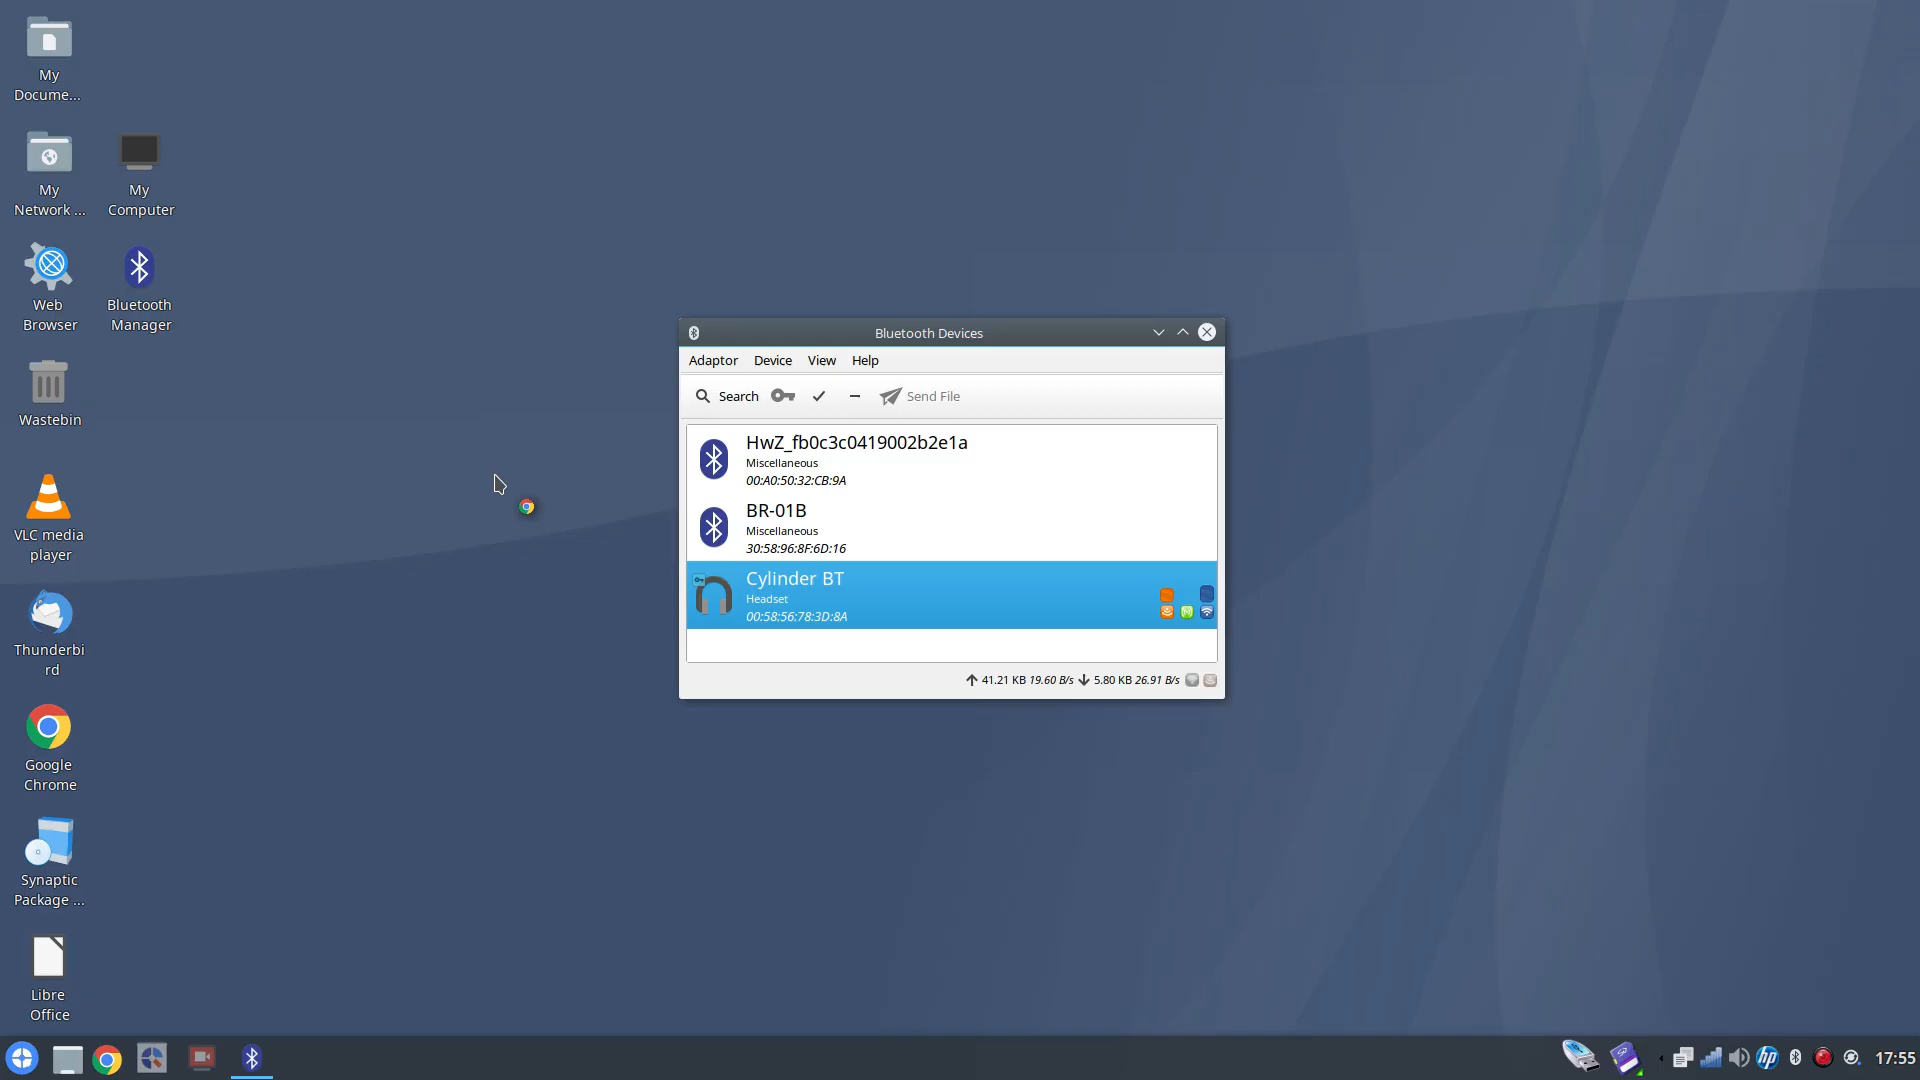 My
Docume...
My
Network ...
My
Computer
Web
Browser
Bluetooth
Manager
Wastebin
VLC media
player
Thunderbi
rd
Google
Chrome
Synaptic
Package ...
Libre
Office
Bluetooth Devices
Adaptor Device View Help
Search Send File
HwZ_fb0c3c0419002b2e1a
Miscellaneous
00:A0:50:32:CB:9A
BR-01B
Miscellaneous
30:58:96:8F:6D:16
Cylinder BT
Headset
00:58:56:78:3D:8A
41.21 KB 19.60 B/s 5.80 KB 26.91 B/s
hp
17:55